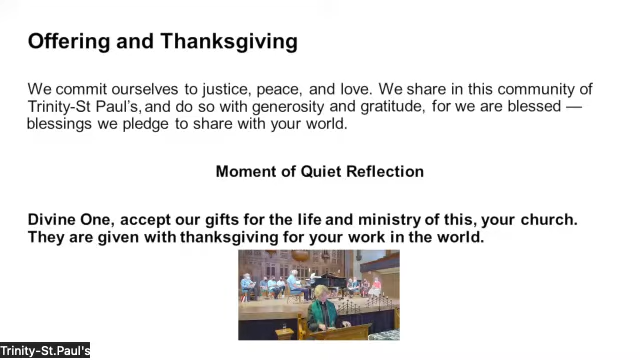 Offering and Thanksgiving
We commit ourselves to justice, peace, and love. We share in this community of
Trinity-St Paul's, and do so with generosity and gratitude, for we are blessed —
blessings we pledge to share with your world.
Moment of Quiet Reflection
Divine One, accept our gifts for the life and ministry of this, your church.
They are given with thanksgiving for your work in the world.
Trinity-St.Paul's